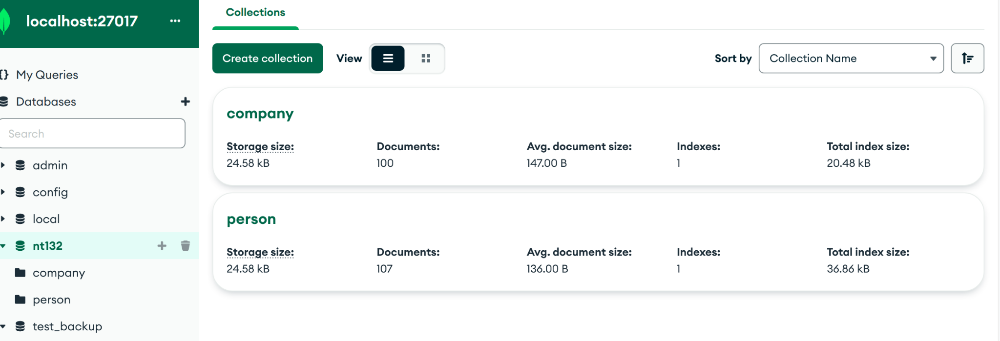 localhost:27017
My Queries
Databases
Search
admin
config
local
nt132
company
person
test_backup
Collections
Create collection
View
Sort by
Collection Name
company
Storage size: Documents: Avg. document size: Indexes: Total index size:
24.58 kB 100 147.00 B 1 20.48 kB
person
Storage size: Documents: Avg. document size: Indexes: Total index size:
24.58 kB 107 136.00 B 1 36.86 kB